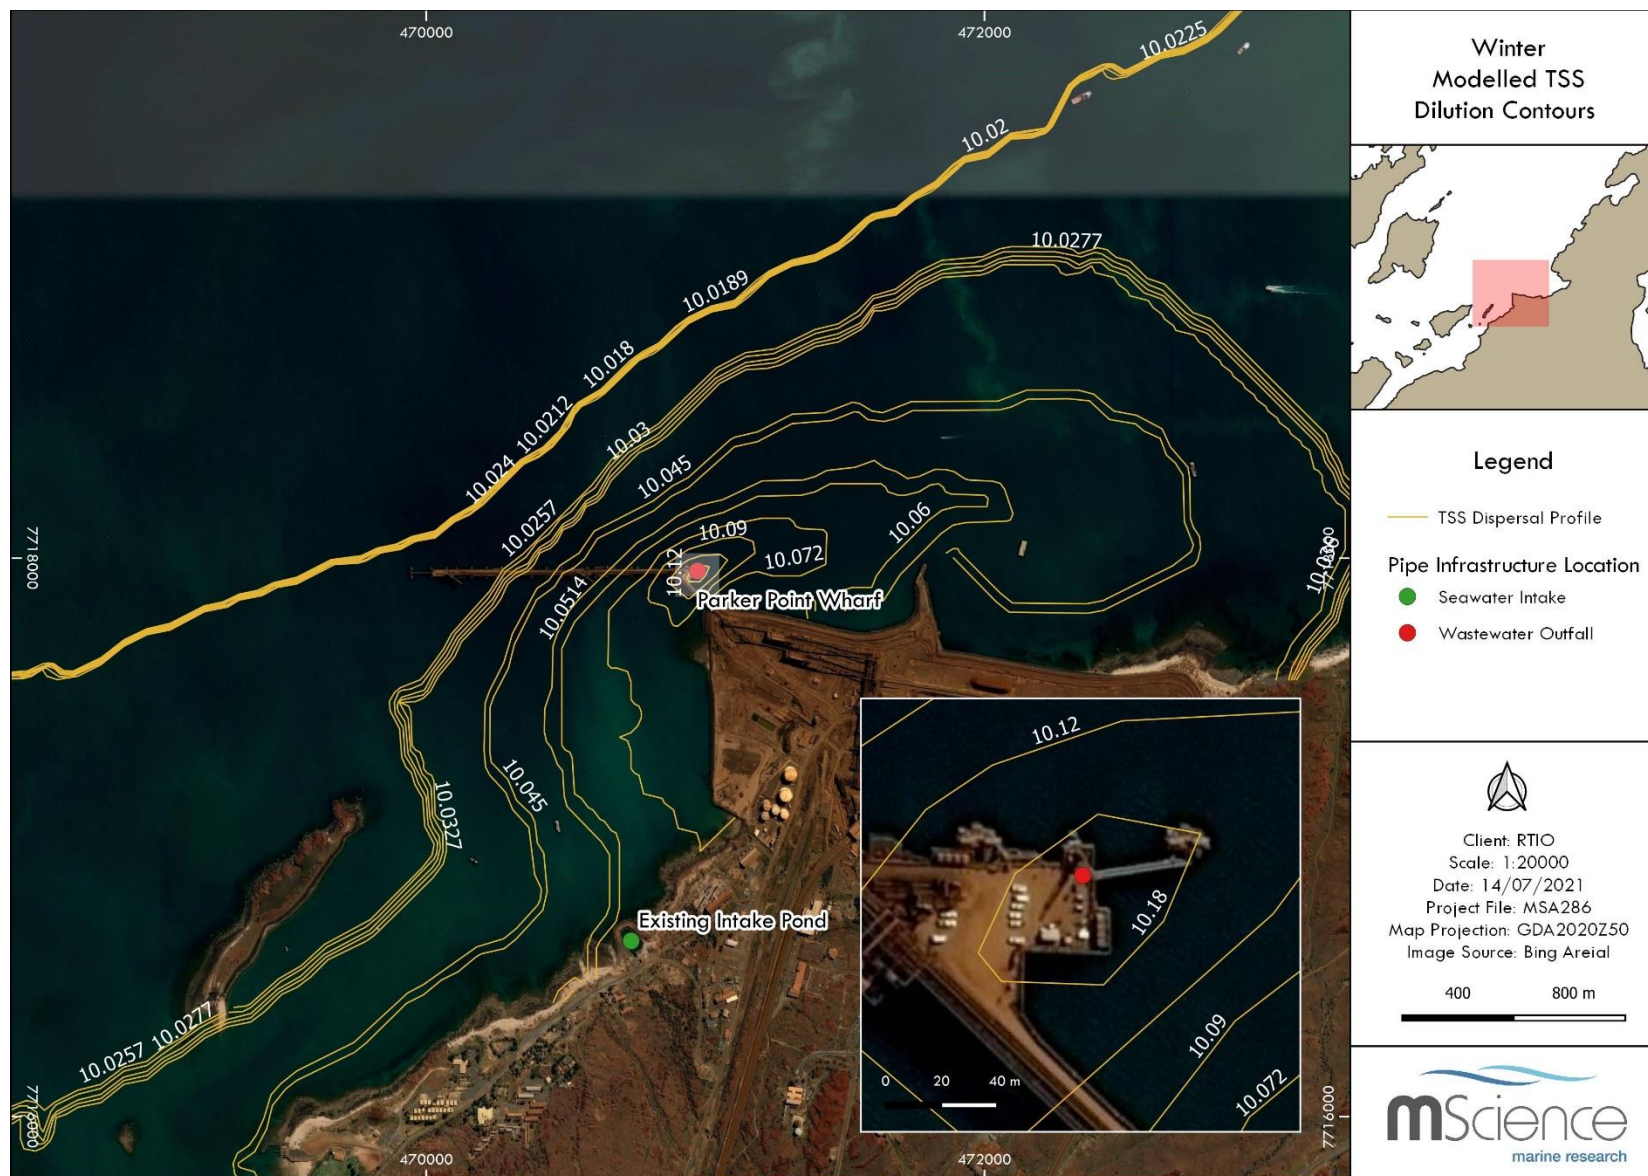 470000
472000
10.0225
10.02
10.0277
10.0189
10.018
10.0212
10.024
10.03
10.0257
10.045
10.06
10.09
10.072
10.12
10.0514
Parker Point Wharf
7718000
7718000
10.045
10.0327
Existing Intake Pond
10.0277
10.0257
7716000
470000
472000
7716000
10.12
10.18
10.09
10.072
0 20 40 m
Winter
Modelled TSS
Dilution Contours
Legend
TSS Dispersal Profile
Pipe Infrastructure Location
Seawater Intake
Wastewater Outfall
Client: RTIO
Scale: 1:20000
Date: 14/07/2021
Project File: MSA286
Map Projection: GDA2020Z50
Image Source: Bing Areial
400 800 m
mScience
marine research